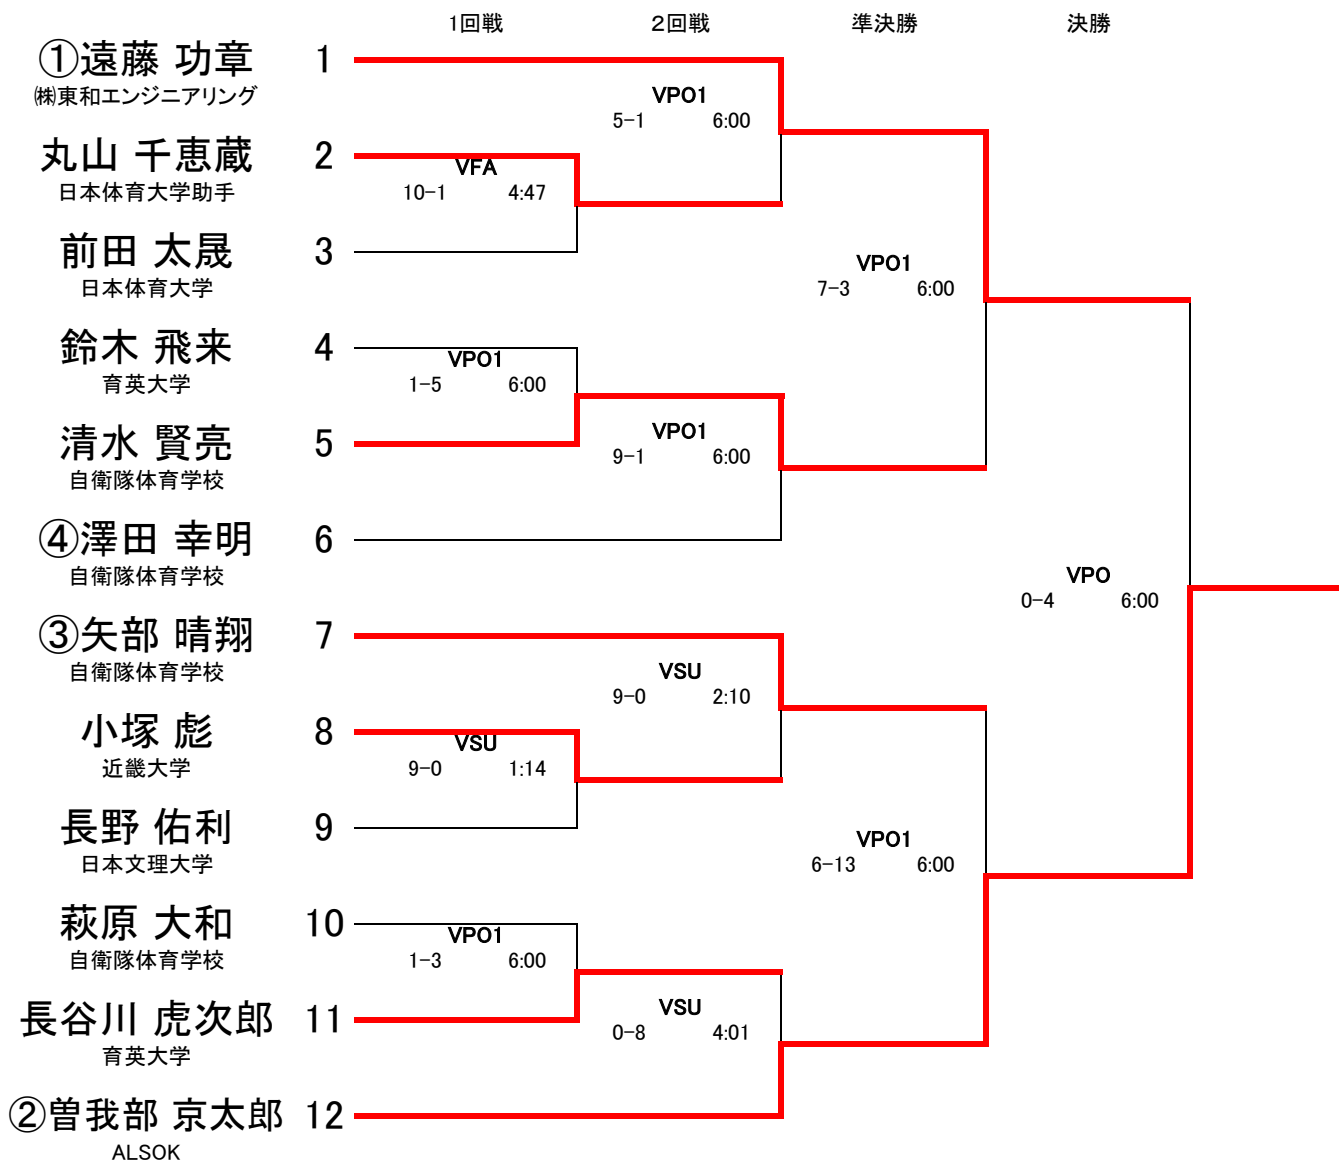 1回戦 2回戦 準決勝 決勝
①遠藤 功章 1
㈱東和エンジニアリング
VPO1
5-1 6:00
丸山 千恵蔵 2
日本体育大学助手
VFA
10-1 4:47
前田 太晟 3
日本体育大学
VPO1
7-3 6:00
鈴木 飛来 4
育英大学
VPO1
1-5 6:00
清水 賢亮 5
自衛隊体育学校
VPO1
9-1 6:00
④澤田 幸明 6
自衛隊体育学校
VPO
0-4 6:00
③矢部 晴翔 7
自衛隊体育学校
VSU
9-0 2:10
小塚 彪 8
近畿大学
VSU
9-0 1:14
長野 佑利 9
日本文理大学
VPO1
6-13 6:00
萩原 大和 10
自衛隊体育学校
VPO1
1-3 6:00
長谷川 虎次郎 11
育英大学
VSU
0-8 4:01
②曽我部 京太郎 12
ALSOK